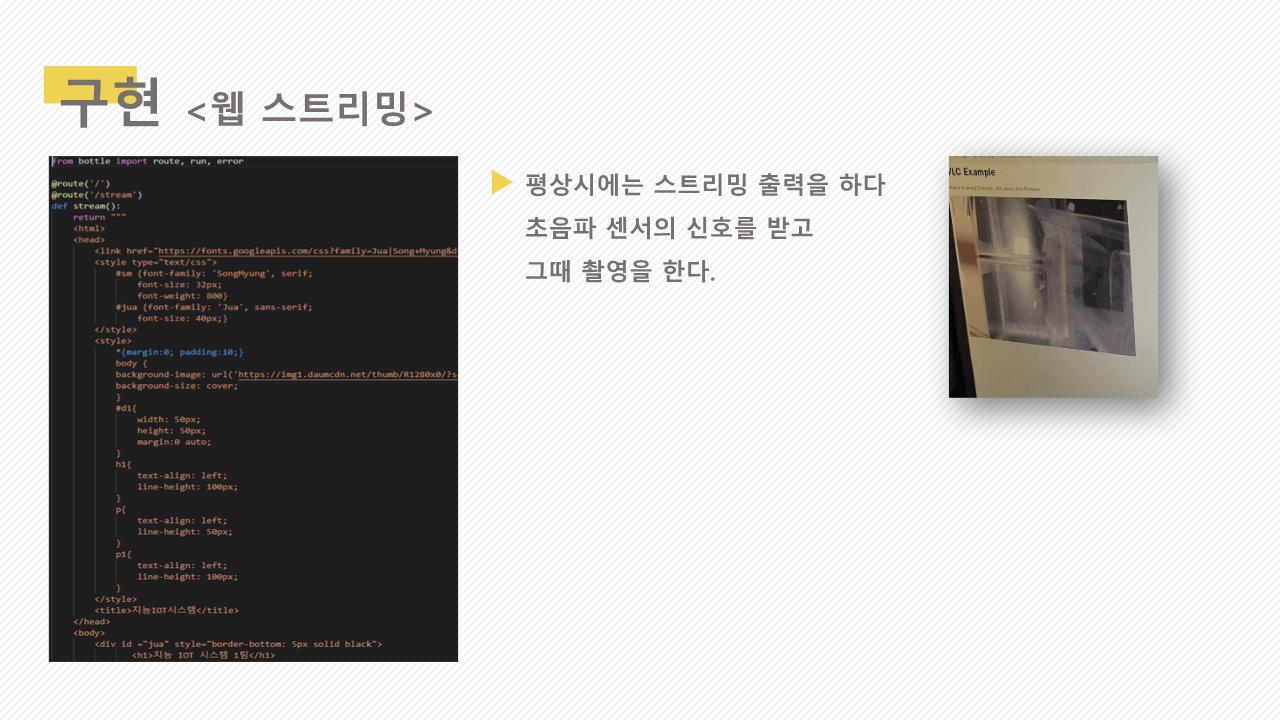 구현 <웹 스트리밍>
from bottle import route, run, error
@route('/')
@route('/stream')
def stream():
return """
<html>
<head>
<link href="https://fonts.googleapis.com/css?family=Jua|Song+Myung&d
<style type="text/css">
#sm {font-family: 'SongMyung', serif;
font-size: 32px;
font-weight: 800}
#jua {font-family: 'Jua', sans-serif;
font-size: 40px;}
</style>
<style>
*{margin:0; padding:10;}
body {
background-image: url('https://img1.daumcdn.net/thumb/R1280x0/?s
background-size: cover;
}
#d1{
width: 50px;
height: 50px;
margin:0 auto;
}
h1{
text-align: left;
line-height: 100px;
}
p{
text-align: left;
line-height: 50px;
}
p1{
text-align: left;
line-height: 100px;
}
</style>
<title>지능IOT시스템</title>
</head>
<body>
<div id ="jua" style="border-bottom: 5px solid black">
<h1>지능 IOT 시스템 1팀</h1>
평상시에는 스트리밍 출력을 하다
초음파 센서의 신호를 받고
그때 촬영을 한다.
VLC Example